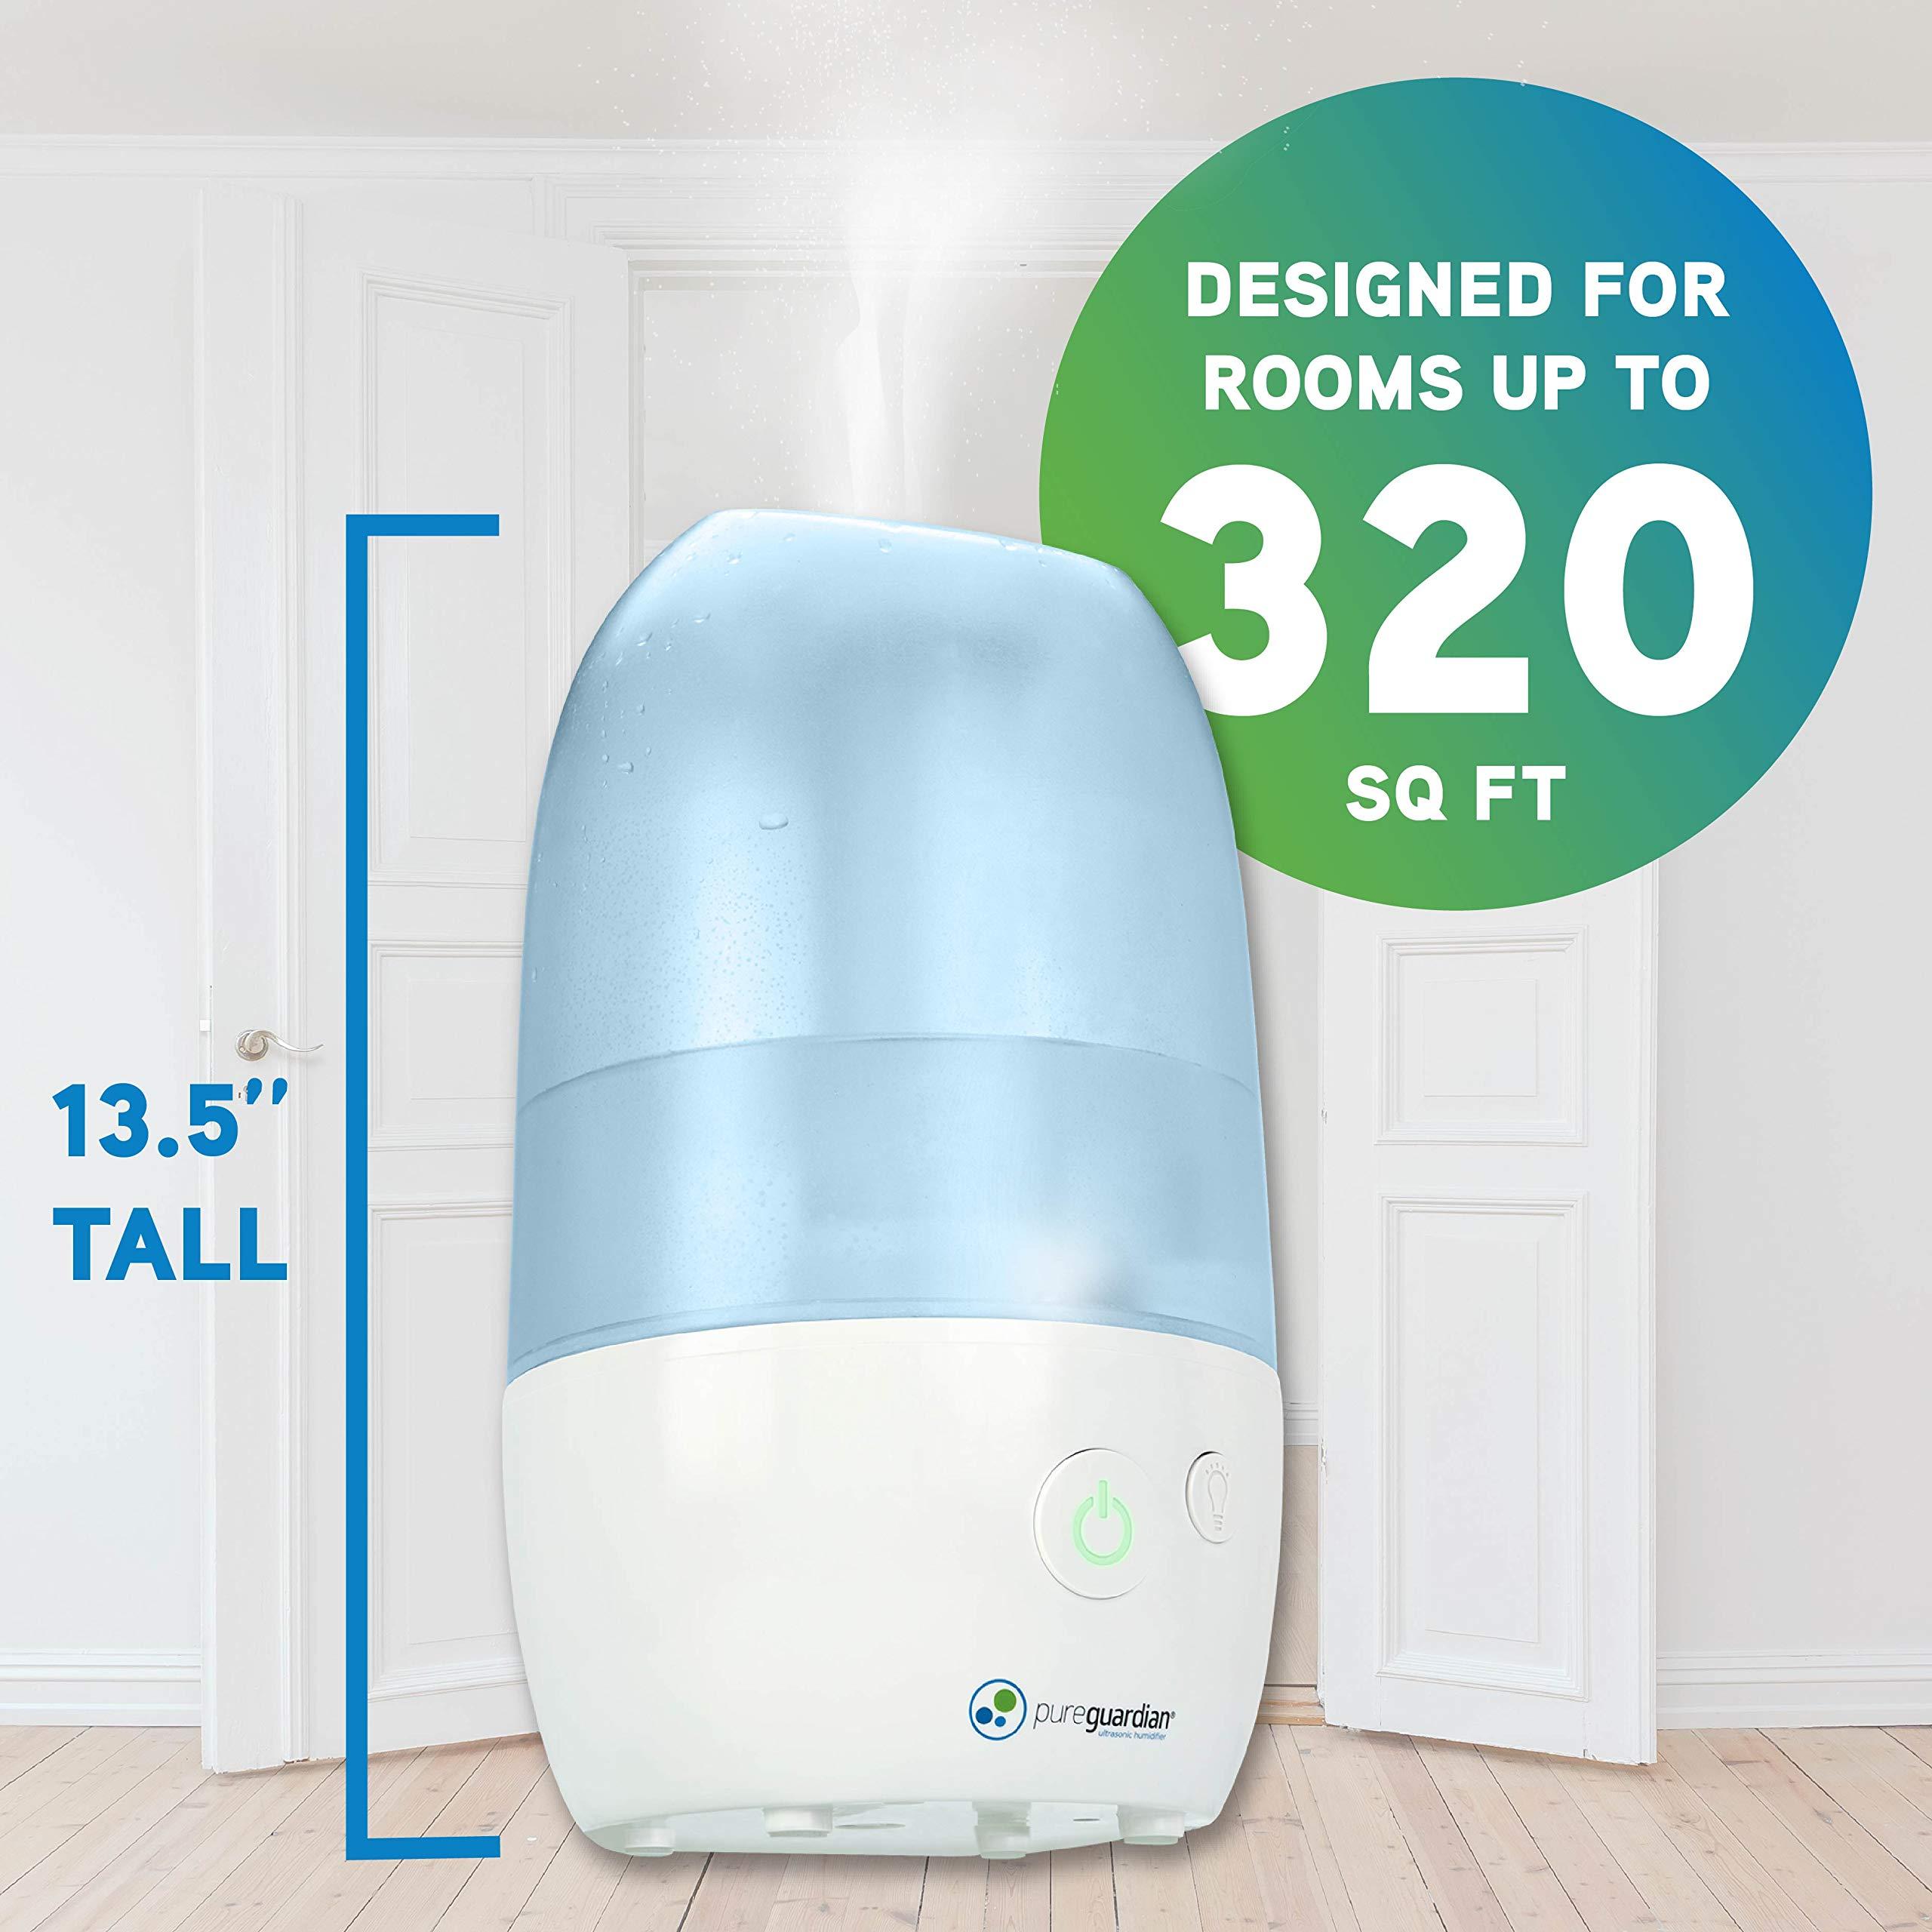 DESIGNED FOR
ROOMS UP TO
320
SQ FT
13.5"
TALL
pureguardian®
ultrasonic humidifier